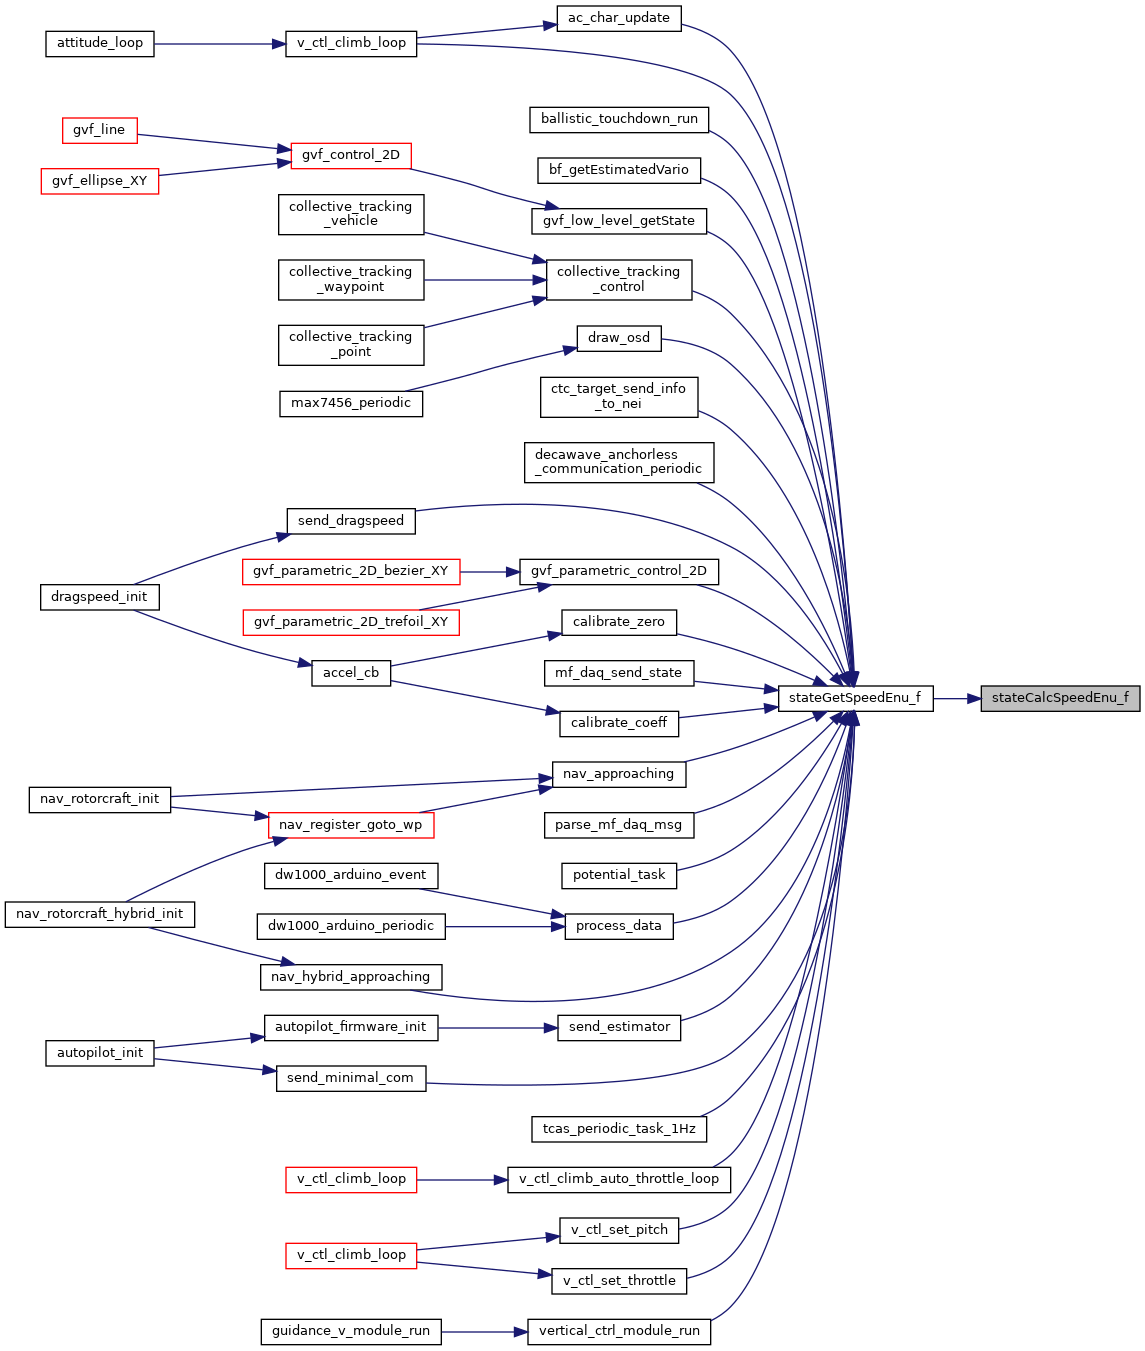 ac_char_update
attitude_loop
v_ctl_climb_loop
ballistic_touchdown_run
gvf_line
gvf_control_2D
bf_getEstimatedVario
gvf_ellipse_XY
gvf_low_level_getState
collective_tracking
_vehicle
collective_tracking
_waypoint
collective_tracking
_control
collective_tracking
_point
draw_osd
max7456_periodic
ctc_target_send_info
_to_nei
decawave_anchorless
_communication_periodic
send_dragspeed
gvf_parametric_2D_bezier_XY
gvf_parametric_control_2D
dragspeed_init
gvf_parametric_2D_trefoil_XY
calibrate_zero
accel_cb
mf_daq_send_state
stateGetSpeedEnu_f
stateCalcSpeedEnu_f
calibrate_coeff
nav_approaching
nav_rotorcraft_init
nav_register_goto_wp
parse_mf_daq_msg
dw1000_arduino_event
potential_task
nav_rotorcraft_hybrid_init
dw1000_arduino_periodic
process_data
nav_hybrid_approaching
autopilot_firmware_init
send_estimator
autopilot_init
send_minimal_com
tcas_periodic_task_1Hz
v_ctl_climb_loop
v_ctl_climb_auto_throttle_loop
v_ctl_set_pitch
v_ctl_climb_loop
v_ctl_set_throttle
guidance_v_module_run
vertical_ctrl_module_run